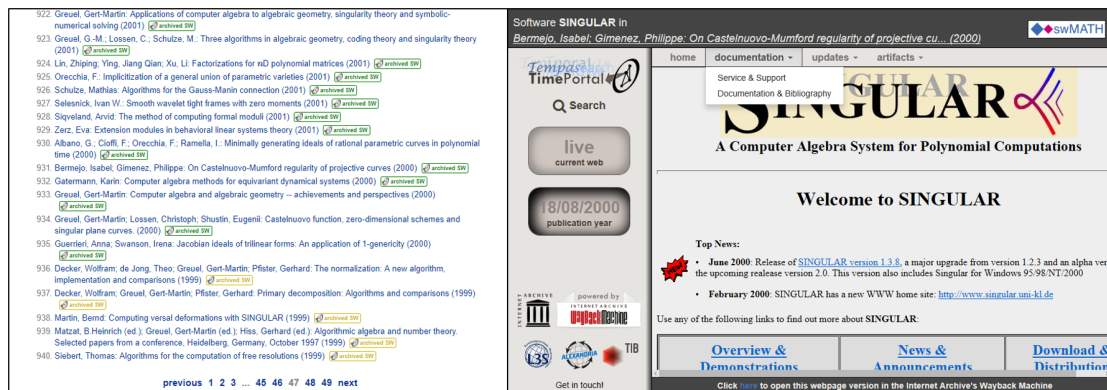 922. Greuel, Gert-Martin: Applications of computer algebra to algebraic geometry, singularity theory and symbolic-
numerical solving (2001) archived SW
923. Greuel, G.-M.; Lossen, C.; Schulze, M.: Three algorithms in algebraic geometry, coding theory and singularity theory
(2001) archived SW
924. Lin, Zhiping; Ying, Jiang Qian; Xu, Li: Factorizations for nD polynomial matrices (2001) archived SW
925. Orecchia, F.: Implicitization of a general union of parametric varieties (2001) archived SW
926. Schulze, Mathias: Algorithms for the Gauss-Manin connection (2001) archived SW
927. Selesnick, Ivan W.: Smooth wavelet tight frames with zero moments (2001) archived SW
928. Siqveland, Arvid: The method of computing formal moduli (2001) archived SW
929. Zerz, Eva: Extension modules in behavioral linear systems theory (2001) archived SW
930. Albano, G.; Cioffi, F.; Orecchia, F.; Ramella, I.: Minimally generating ideals of rational parametric curves in polynomial
time (2000) archived SW
931. Bermejo, Isabel; Gimenez, Philippe: On Castelnuovo-Mumford regularity of projective curves (2000) archived SW
932. Gatermann, Karin: Computer algebra methods for equivariant dynamical systems (2000) archived SW
933. Greuel, Gert-Martin: Computer algebra and algebraic geometry -- achievements and perspectives (2000)
archived SW
934. Greuel, Gert-Martin; Lossen, Christoph; Shustin, Eugenii: Castelnuovo function, zero-dimensional schemes and
singular plane curves. (2000) archived SW
935. Guerrieri, Anna; Swanson, Irena: Jacobian ideals of trilinear forms: An application of 1-genericity (2000)
archived SW
936. Decker, Wolfram; de Jong, Theo; Greuel, Gert-Martin; Pfister, Gerhard: The normalization: A new algorithm,
implementation and comparisons (1999) archived SW
937. Decker, Wolfram; Greuel, Gert-Martin; Pfister, Gerhard: Primary decomposition: Algorithms and comparisons (1999)
archived SW
938. Martin, Bernd: Computing versal deformations with SINGULAR (1999) archived SW
939. Matzat, B.Heinrich (ed.); Greuel, Gert-Martin (ed.); Hiss, Gerhard (ed.): Algorithmic algebra and number theory.
Selected papers from a conference, Heidelberg, Germany, October 1997 (1999) archived SW
940. Siebert, Thomas: Algorithms for the computation of free resolutions (1999) archived SW
previous 1 2 3 ... 45 46 47 48 49 next
Software SINGULAR in
Bermejo, Isabel; Gimenez, Philippe: On Castelnuovo-Mumford regularity of projective cu... (2000)
swMATH
Tempas
TimePortal
Search
live
current web
18/08/2000
publication year
INTERNET ARCHIVE
powered by
INTERNET ARCHIVE
WayBackMachine
L3S
ALEXANDRIA
TIB
Get in touch!
home documentation updates artifacts
Service & Support
Documentation & Bibliography
SINGULAR
A Computer Algebra System for Polynomial Computations
Welcome to SINGULAR
Top News:
• June 2000: Release of SINGULAR version 1.3.8, a major upgrade from version 1.2.3 and an alpha ver
the upcoming realease version 2.0. This version also includes Singular for Windows 95/98/NT/2000
• February 2000: SINGULAR has a new WWW home site: http://www.singular.uni-kl.de
Use any of the following links to find out more about SINGULAR:
Overview &
Demonstrations
News &
Announcements
Download &
Distribution
Click here to open this webpage version in the Internet Archive's Wayback Machine